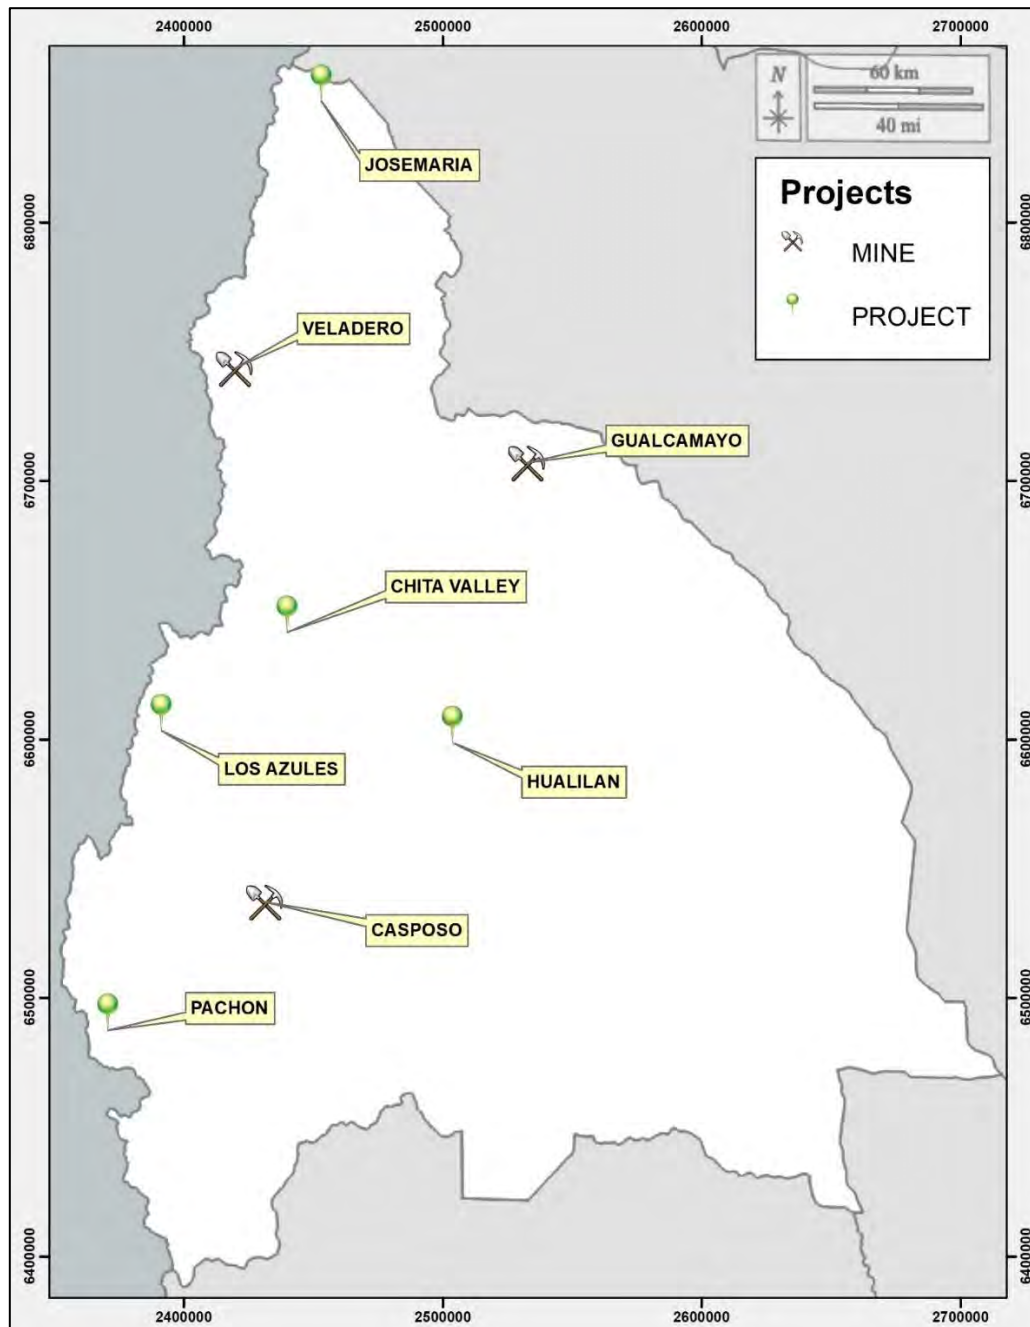 2400000 2500000 2600000 2700000
N
60 km
40 mi
JOSEMARIA
Projects
MINE
PROJECT
6800000 6800000
VELADERO
GUALCAMAYO
6700000 6700000
CHITA VALLEY
LOS AZULES
HUALILAN
6600000 6600000
CASPOSO
PACHON
6500000 6500000
6400000 6400000
2400000 2500000 2600000 2700000